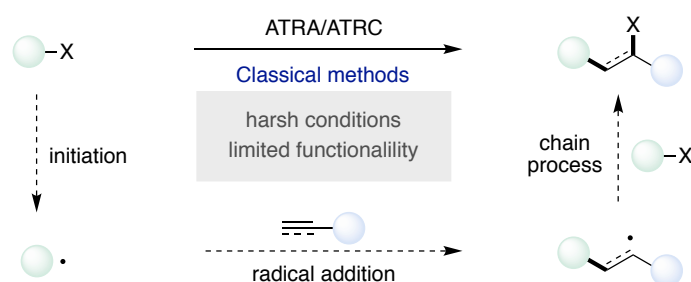 ATRA/ATRC
X
X
Classical methods
harsh conditions
limited functionalility
initiation
chain
process
X
radical addition